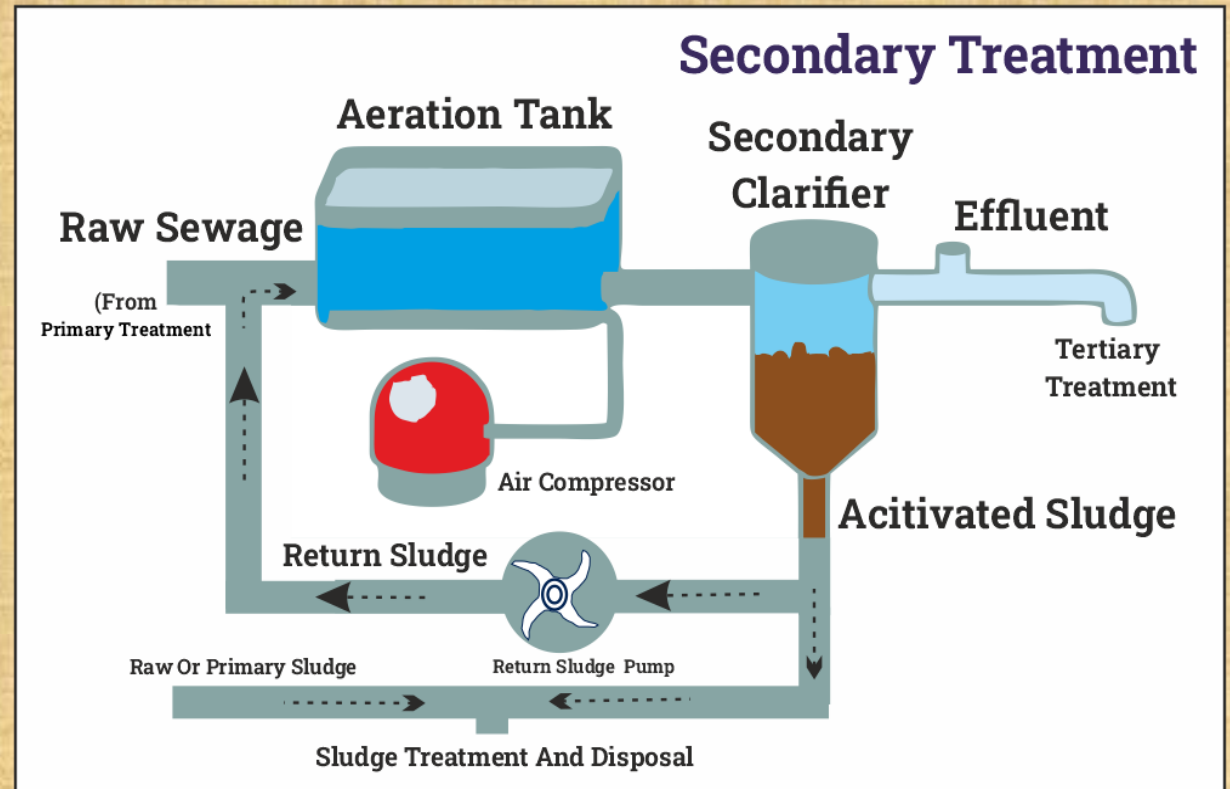 Secondary Treatment
Aeration Tank
Secondary
Clarifier
Effluent
Raw Sewage
(From
Primary Treatment
Tertiary
Treatment
Air Compressor
Acitivated Sludge
Return Sludge
Raw Or Primary Sludge
Return Sludge Pump
Sludge Treatment And Disposal